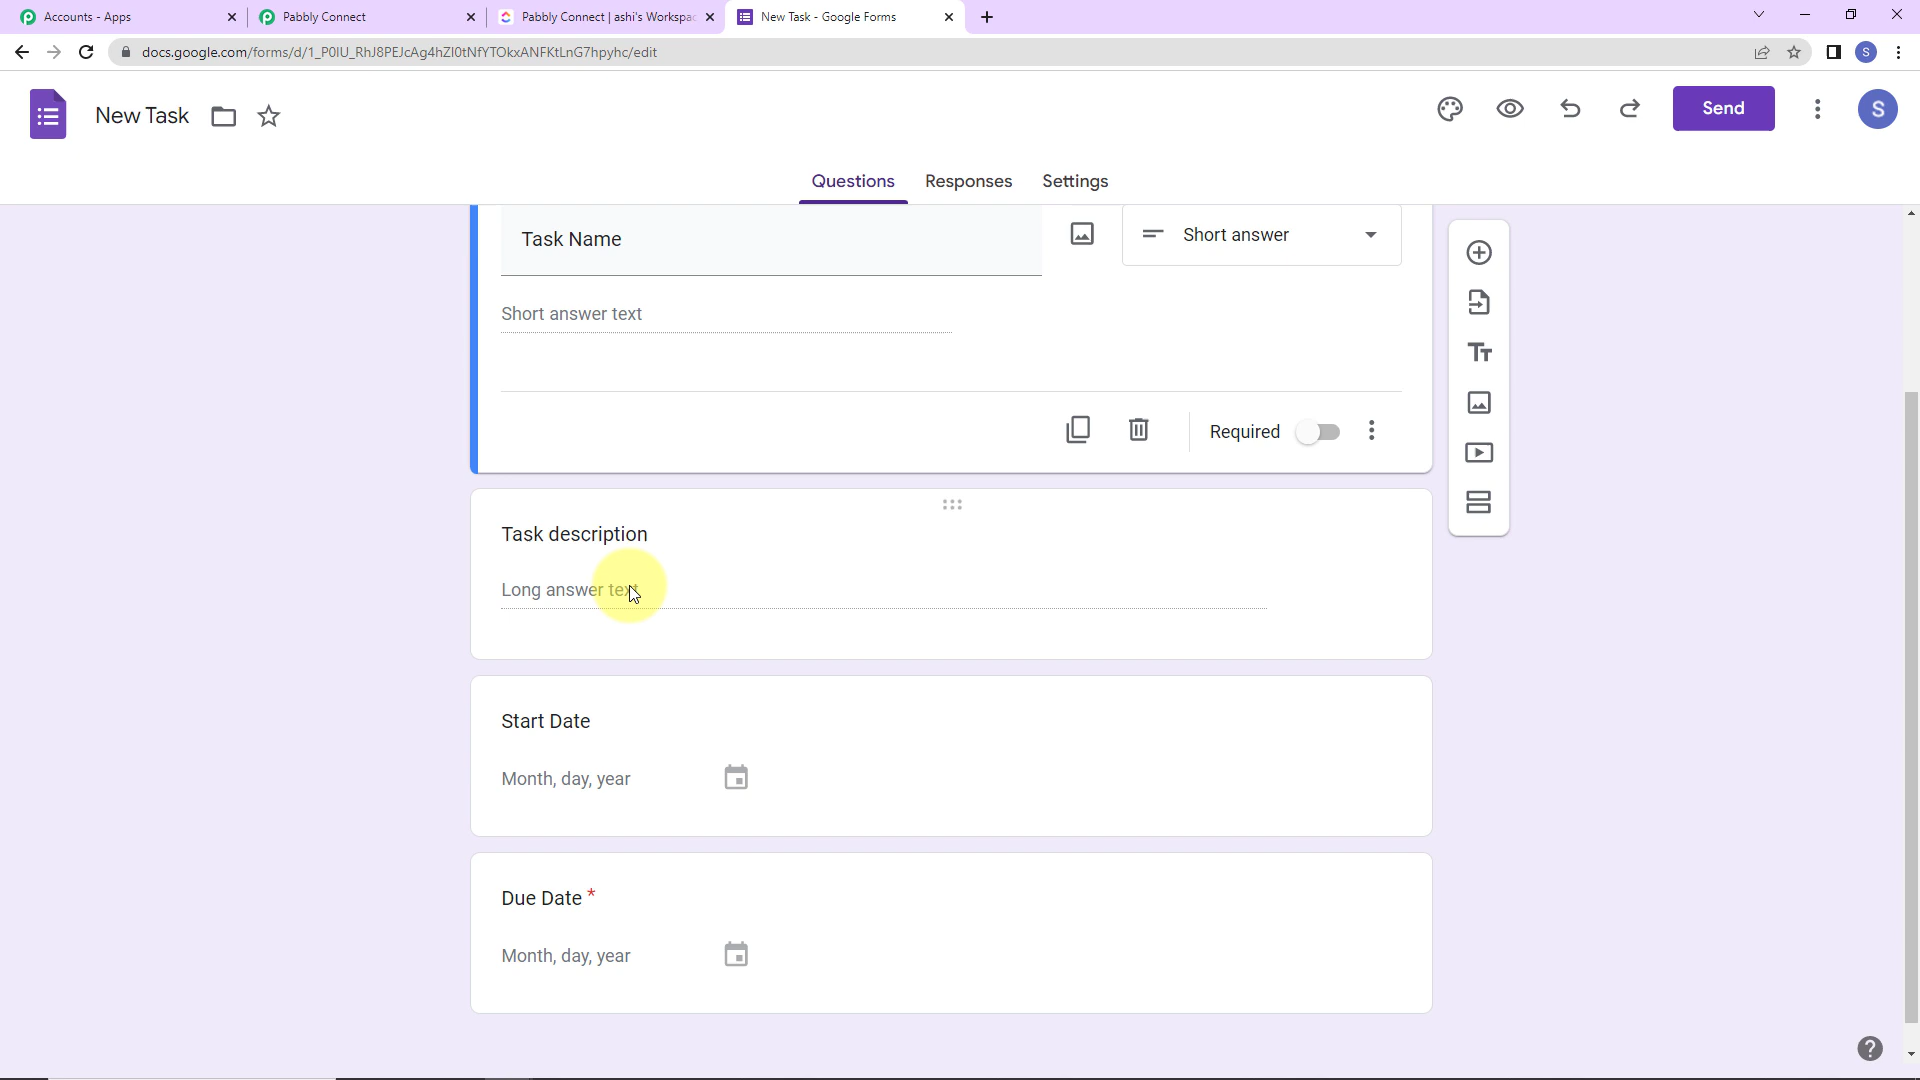 Accounts - Apps
Pabbly Connect
Pabbly Connect | ashi's Workspac
New Task - Google Forms
docs.google.com/forms/d/1_P0IU_RhJ8PEJcAg4hZI0tNfYTOkxANFKtLnG7hpyhc/edit
S
New Task
Send
S
Questions
Responses
Settings
Task Name
Short answer
Short answer text
Required
Task description
Long answer text
Start Date
Month, day, year
Due Date *
Month, day, year